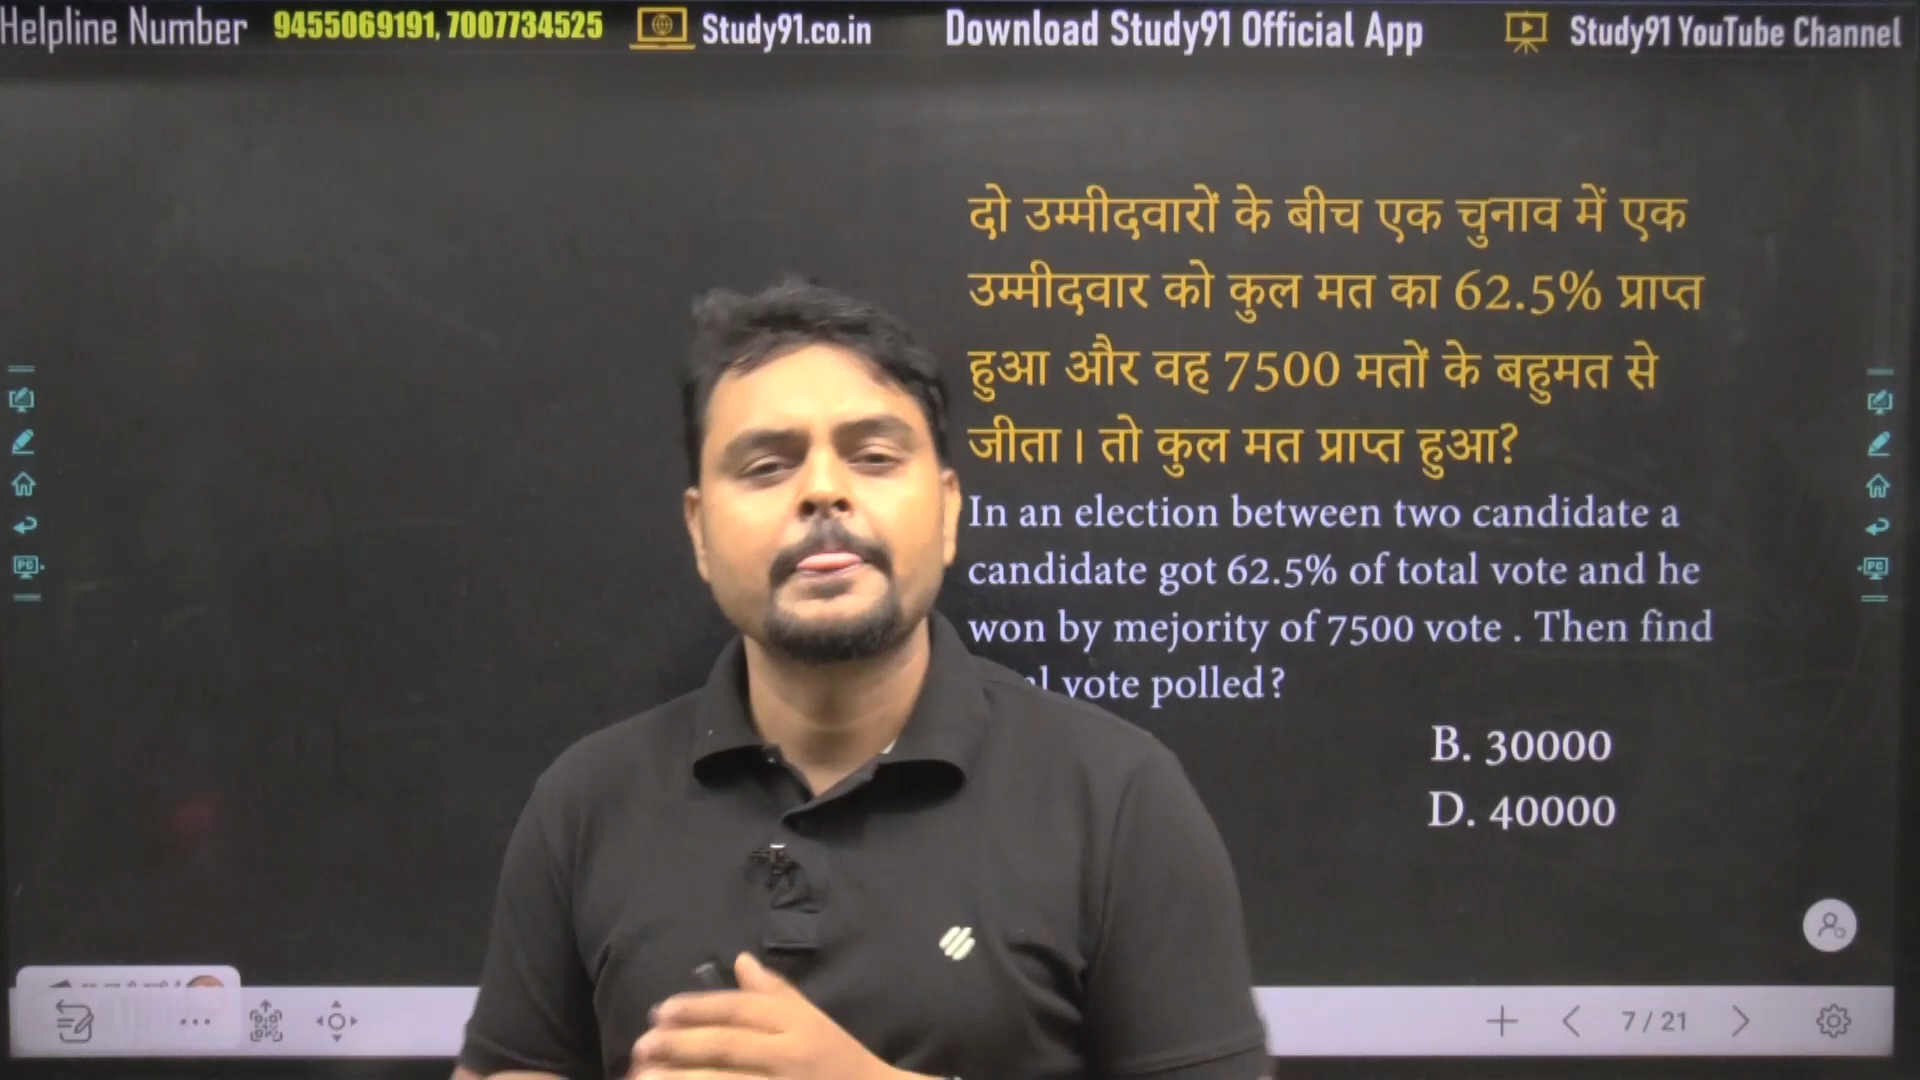 Helpline Number 9455069191, 7007734525 Study91.co.in Download Study91 Official App Study91 YouTube Channel
दो उम्मीदवारों के बीच एक चुनाव में एक
उम्मीदवार को कुल मत का 62.5% प्राप्त
हुआ और वह 7500 मतों के बहुमत से
जीता। तो कुल मत प्राप्त हुआ?
In an election between two candidate a
candidate got 62.5% of total vote and he
won by mejority of 7500 vote . Then find
vote polled?
B. 30000
D. 40000
PC
PC
7 / 21